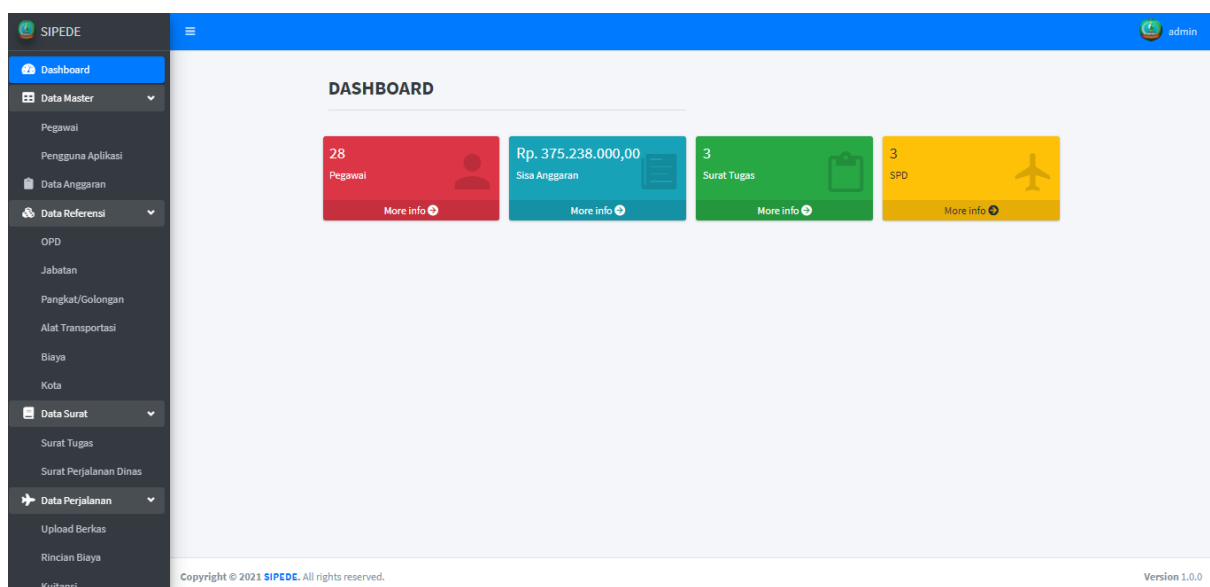 SIPEDE
admin
Dashboard
Data Master
Pegawai
Pengguna Aplikasi
Data Anggaran
Data Referensi
OPD
Jabatan
Pangkat/Golongan
Alat Transportasi
Biaya
Kota
Data Surat
Surat Tugas
Surat Perjalanan Dinas
Data Perjalanan
Upload Berkas
Rincian Biaya
Kuitansi
DASHBOARD
28
Pegawai
More info
Rp. 375.238.000,00
Sisa Anggaran
More info
3
Surat Tugas
More info
3
SPD
More info
Copyright © 2021 SIPEDE. All rights reserved.
Version 1.0.0